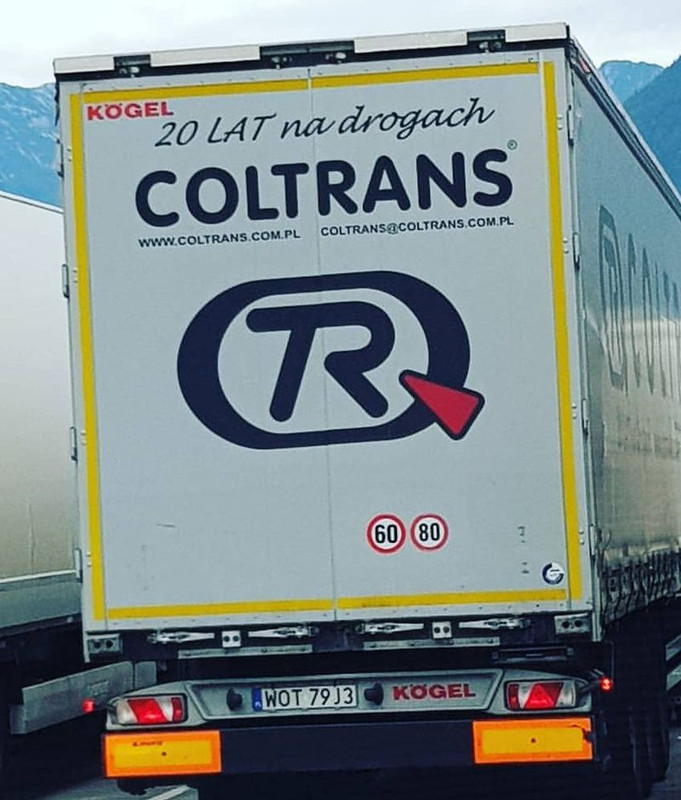 KÖGEL
20 LAT na drogach
COLTRANS®
WWW.COLTRANS.COM.PL COLTRANS@COLTRANS.COM.PL
TR
60 80
WOT 79J3 KÖGEL